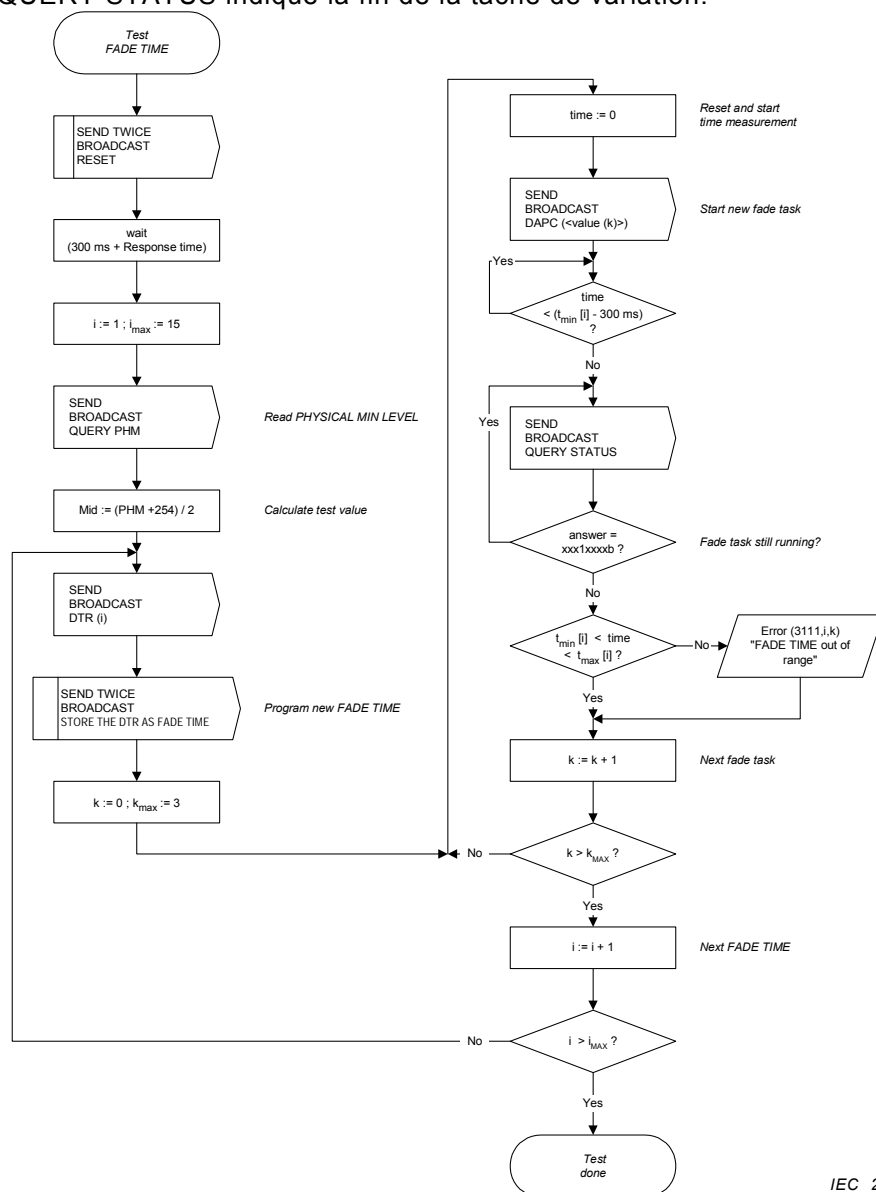 QUERY STATUS indique la fin de la tâche de variation.
Test
FADE TIME
SEND TWICE
BROADCAST
RESET
wait
(300 ms + Response time)
i := 1 ; imax := 15
SEND
BROADCAST
QUERY PHM
Read PHYSICAL MIN LEVEL
Mid := (PHM +254) / 2
Calculate test value
SEND
BROADCAST
DTR (i)
SEND TWICE
BROADCAST
STORE THE DTR AS FADE TIME
Program new FADE TIME
k := 0 ; kmax := 3
time := 0
Reset and start
time measurement
SEND
BROADCAST
DAPC (<value (k)>)
Start new fade task
Yes
time
< (tmin [i] - 300 ms)
?
No
Yes
SEND
BROADCAST
QUERY STATUS
answer =
xxx1xxxxb ?
Fade task still running?
No
tmin [i] < time
< tmax [i] ?
No
Error (3111,i,k)
"FADE TIME out of
range"
Yes
k := k + 1
Next fade task
No
k > kMAX ?
Yes
i := i + 1
Next FADE TIME
No
i > iMAX ?
Yes
Test
done
IEC 2